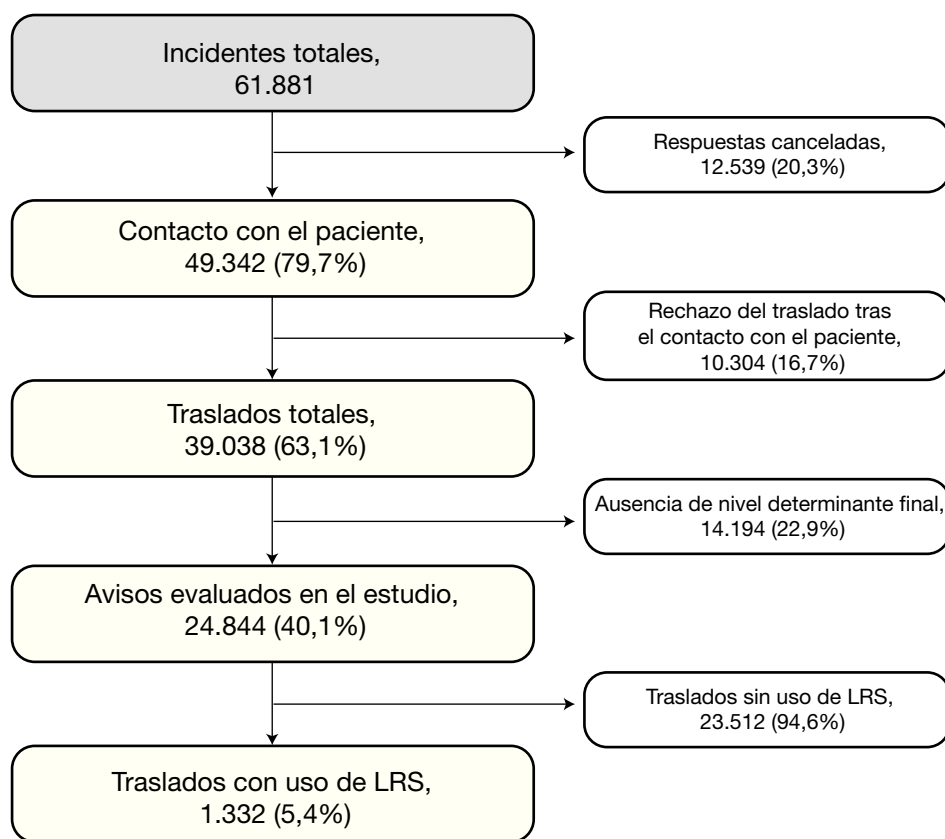 Incidentes totales,
61.881
Respuestas canceladas,
12.539 (20,3%)
Contacto con el paciente,
49.342 (79,7%)
Rechazo del traslado tras
el contacto con el paciente,
10.304 (16,7%)
Traslados totales,
39.038 (63,1%)
Ausencia de nivel determinante final,
14.194 (22,9%)
Avisos evaluados en el estudio,
24.844 (40,1%)
Traslados sin uso de LRS,
23.512 (94,6%)
Traslados con uso de LRS,
1.332 (5,4%)